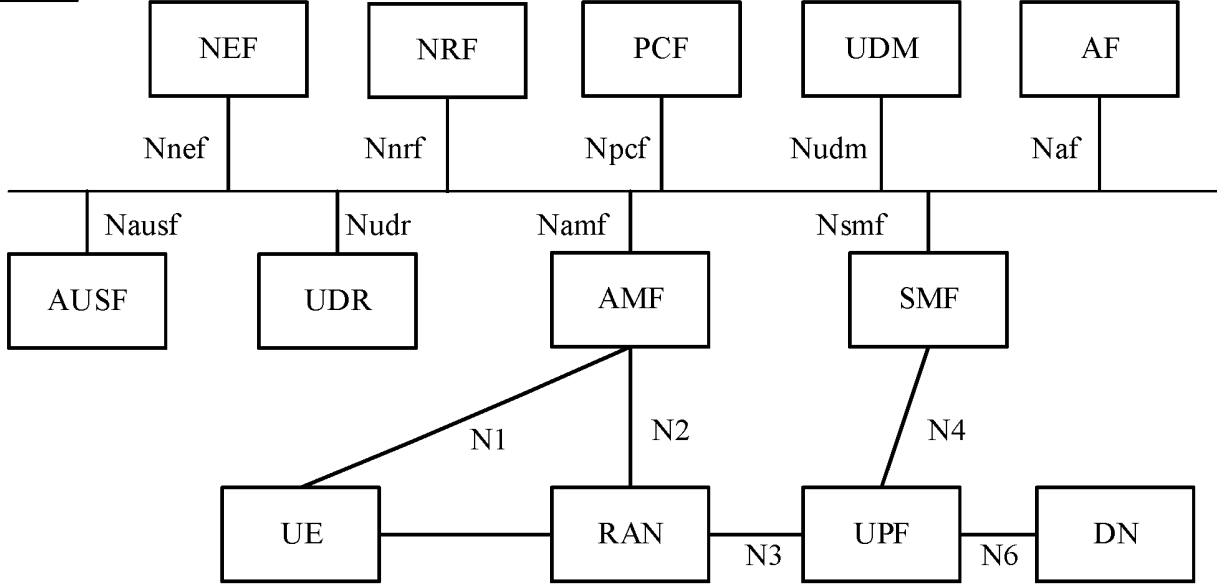 NEF NRF PCF UDM AF
Nnef Nnrf Npcf Nudm Naf
Nausf Nudr Namf Nsmf
AUSF UDR AMF SMF
N1 N2 N4
UE RAN UPF DN
N3 N6